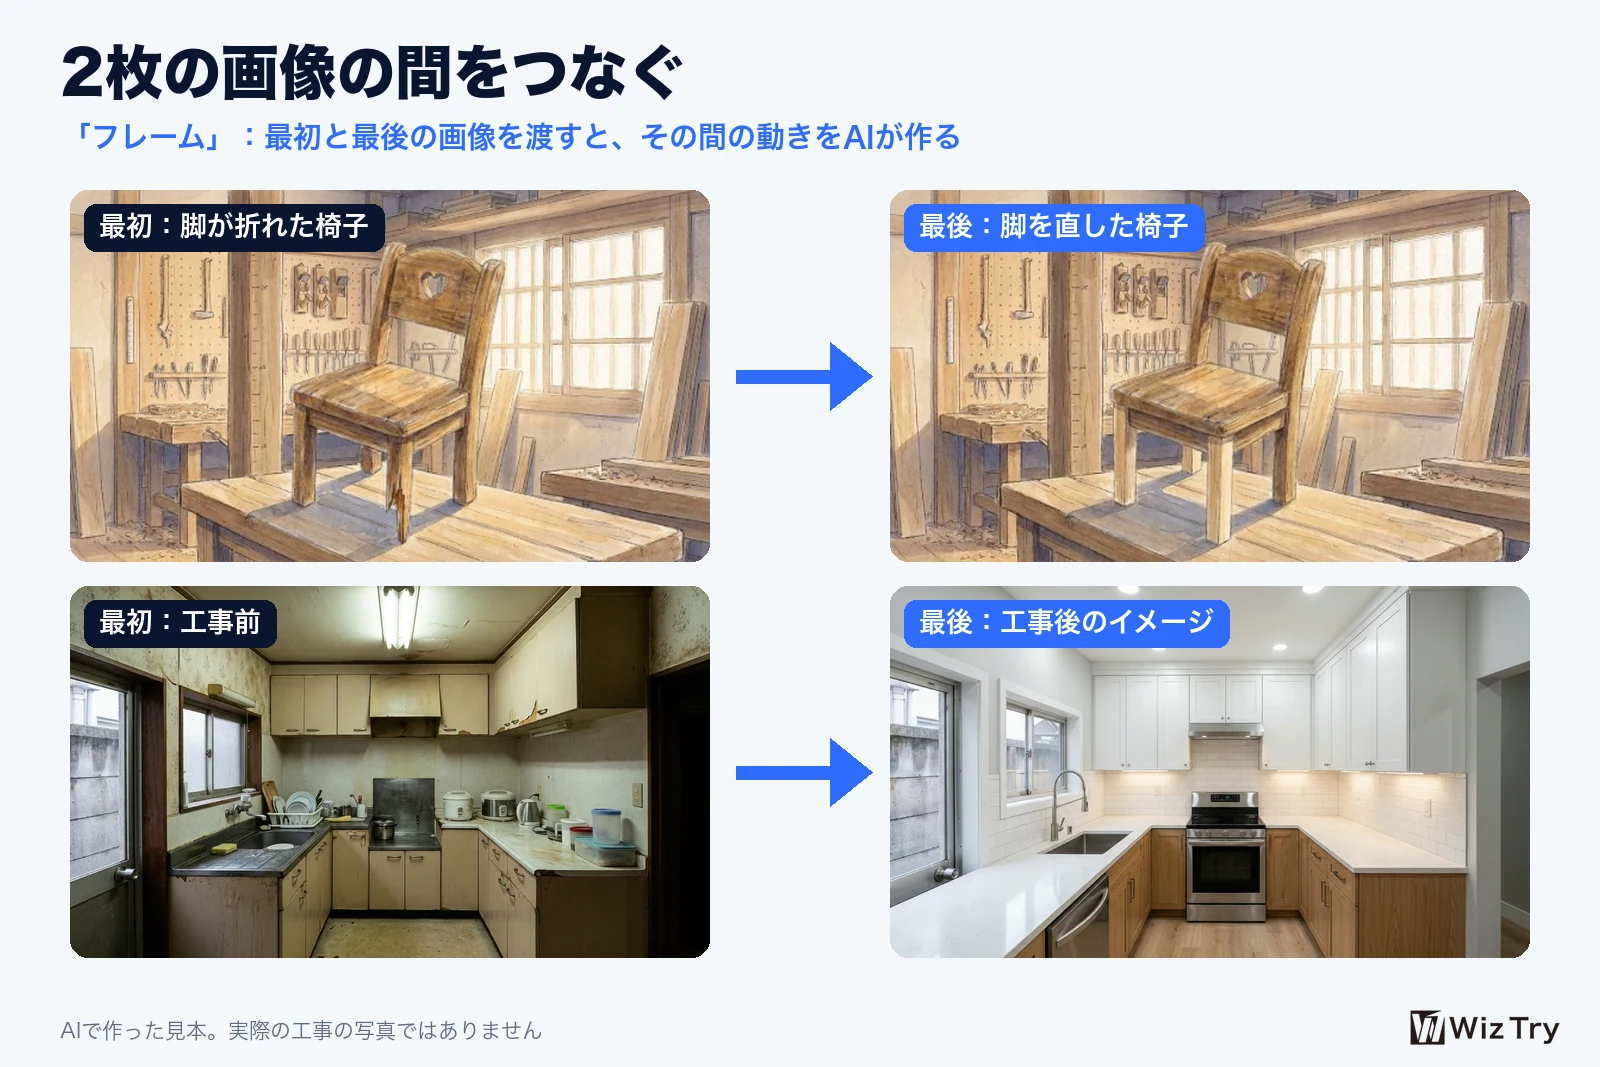 2枚の画像の間をつなぐ
「フレーム」：最初と最後の画像を渡すと、その間の動きをAIが作る
最初：脚が折れた椅子
最後：脚を直した椅子
最初：工事前
最後：工事後のイメージ
AIで作った見本。実際の工事の写真ではありません
Wiz Try